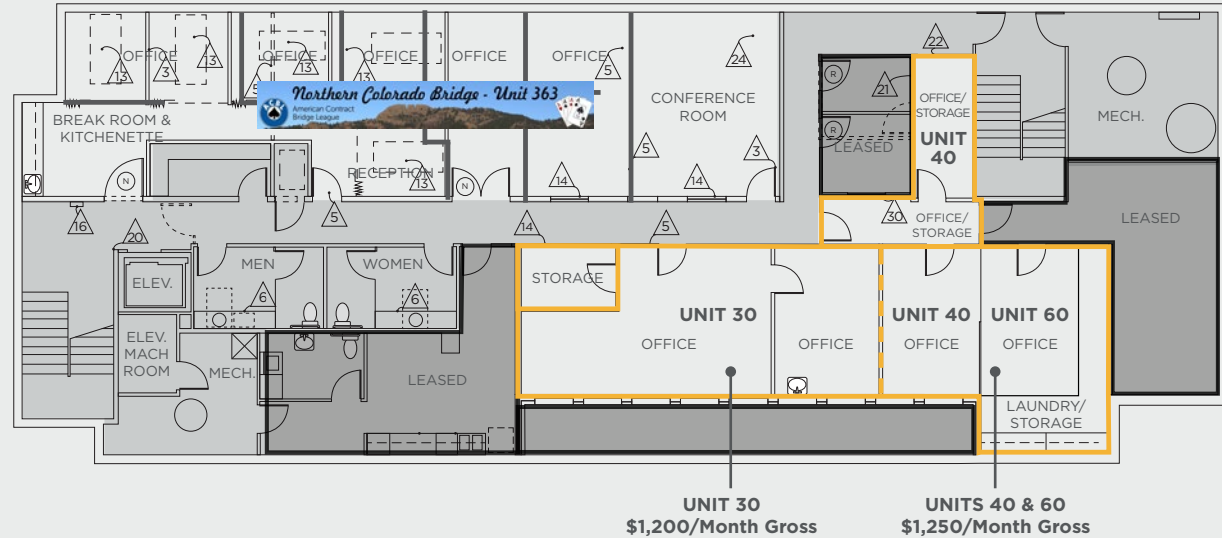 OFFICE
OFFICE
OFFICE
OFFICE
OFFICE
13
3
13
5
13
13
5
24
22
Northern Colorado Bridge - Unit 363
American Contract
Bridge League
BREAK ROOM &
KITCHENETTE
CONFERENCE
ROOM
R
21
OFFICE/
STORAGE
UNIT
40
MECH.
R
LEASED
5
3
RECEPTION
13
N
N
14
14
16
20
5
14
5
30
OFFICE/
STORAGE
LEASED
MEN
WOMEN
ELEV.
6
6
STORAGE
UNIT 30
UNIT 40
UNIT 60
OFFICE
OFFICE
OFFICE
OFFICE
ELEV.
MACH
ROOM
MECH.
LEASED
LAUNDRY/
STORAGE
UNIT 30
$1,200/Month Gross
UNITS 40 & 60
$1,250/Month Gross